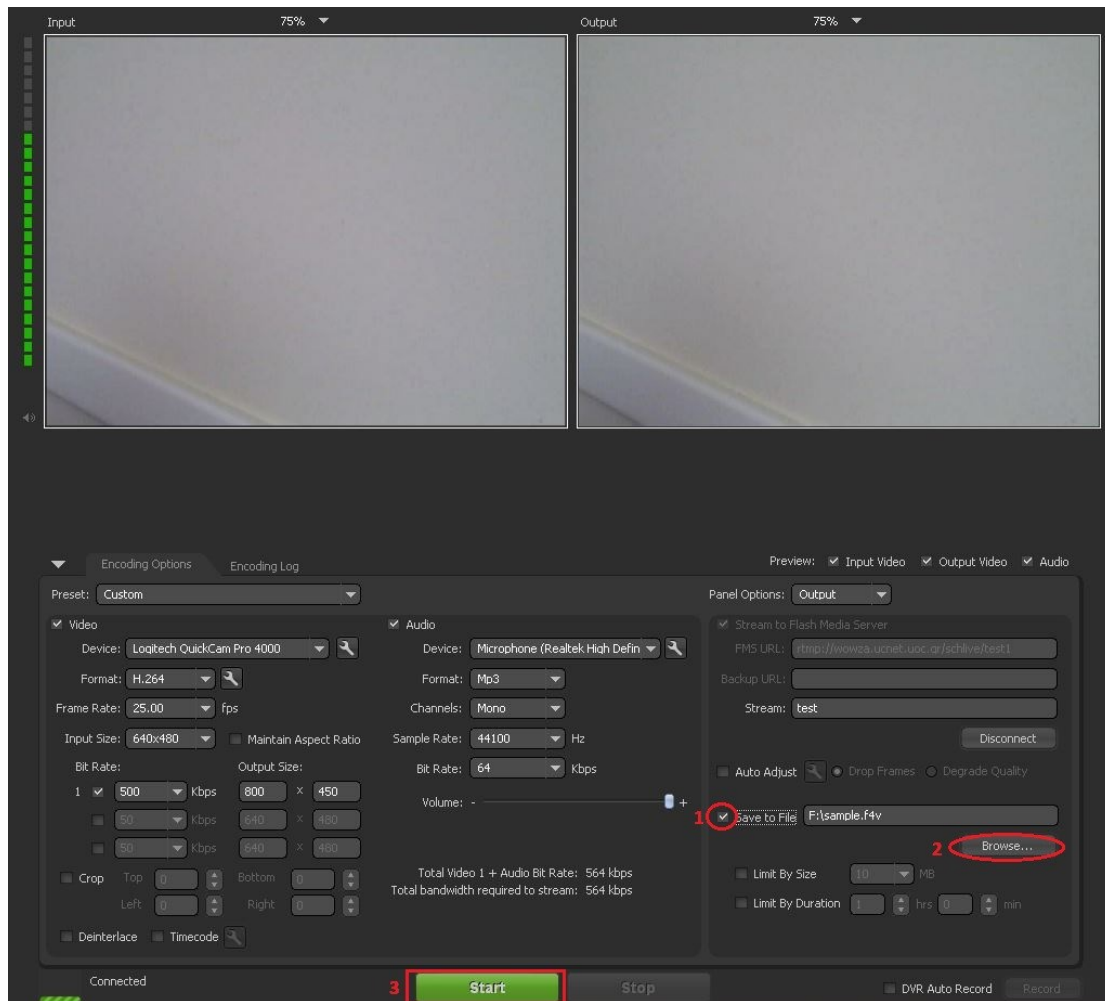 Input 75% Output 75%
Encoding Options Encoding Log Preview: Input Video Output Video Audio
Preset: Custom Panel Options: Output
Video Audio Stream to Flash Media Server
Device: Logitech QuickCam Pro 4000 Device: Microphone (Realtek High Defin FMS URL: rtmp://wowza.ucnet.uoc.gr/schlive/test1
Format: H.264 Format: Mp3 Backup URL:
Frame Rate: 25.00 fps Channels: Mono Stream: test
Input Size: 640x480 Maintain Aspect Ratio Sample Rate: 44100 Hz Disconnect
Bit Rate: Output Size: Bit Rate: 64 Kbps Auto Adjust Drop Frames Degrade Quality
1 500 Kbps 800 x 450 Volume: - + 1 Save to File F:\sample.f4v
50 Kbps 640 x 480
50 Kbps 640 x 480 2 Browse...
Crop Top 0 Bottom 0 Total Video 1 + Audio Bit Rate: 564 kbps Limit By Size 10 MB
Left 0 Right 0 Total bandwidth required to stream: 564 kbps Limit By Duration 1 hrs 0 min
Deinterlace Timecode
Connected 3 Start Stop DVR Auto Record Record